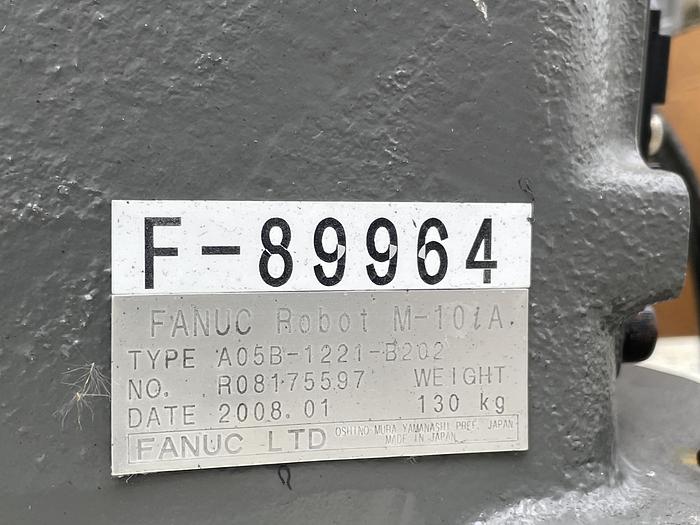 F-89964
FANUC Robot M-10iA
TYPE A05B-1221-B202
NO. R08175597 WEIGHT
DATE 2008.01 130 kg
FANUC LTD OSHINO-MURA YAMANASHI PREF. JAPAN
MADE IN JAPAN